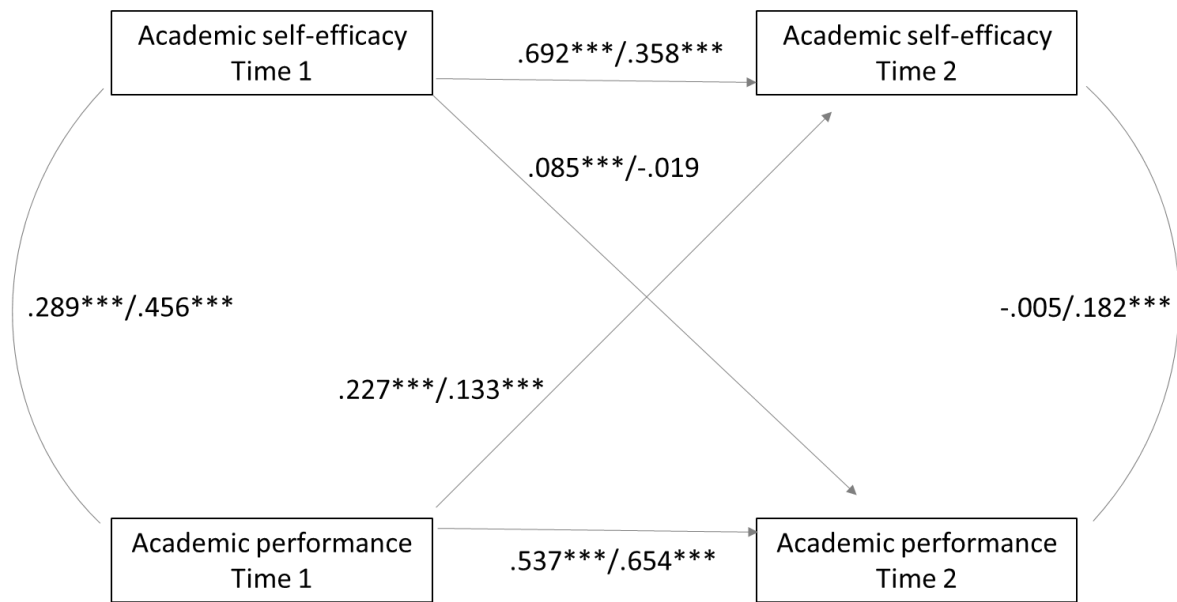 Academic self-efficacy
Time 1
.692***/.358***
Academic self-efficacy
Time 2
.085***/-.019
.289***/.456***
-.005/.182***
.227***/.133***
Academic performance
Time 1
.537***/.654***
Academic performance
Time 2